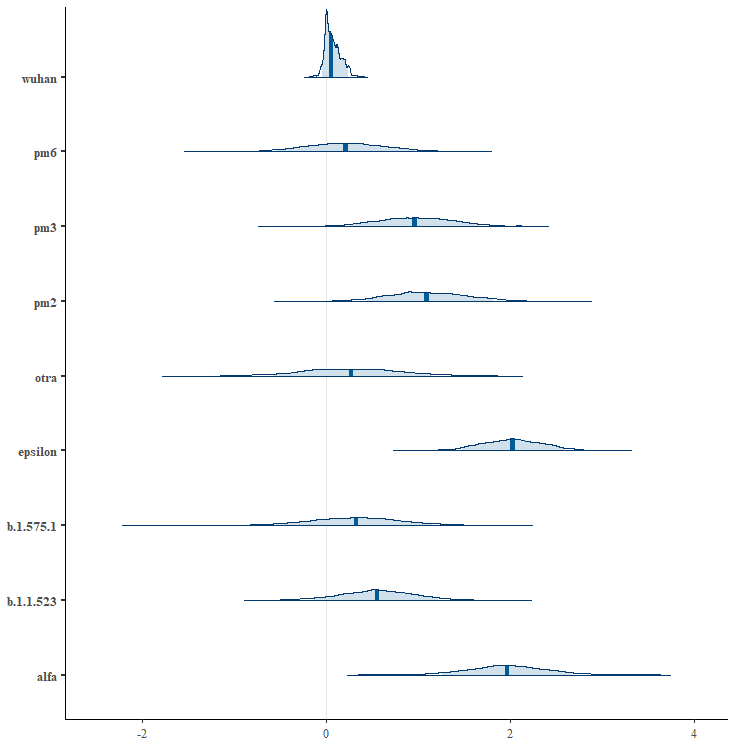 wuhan
pm6
pm3
pm2
otra
epsilon
b.1.575.1
b.1.1.523
alfa
-2 0 2 4